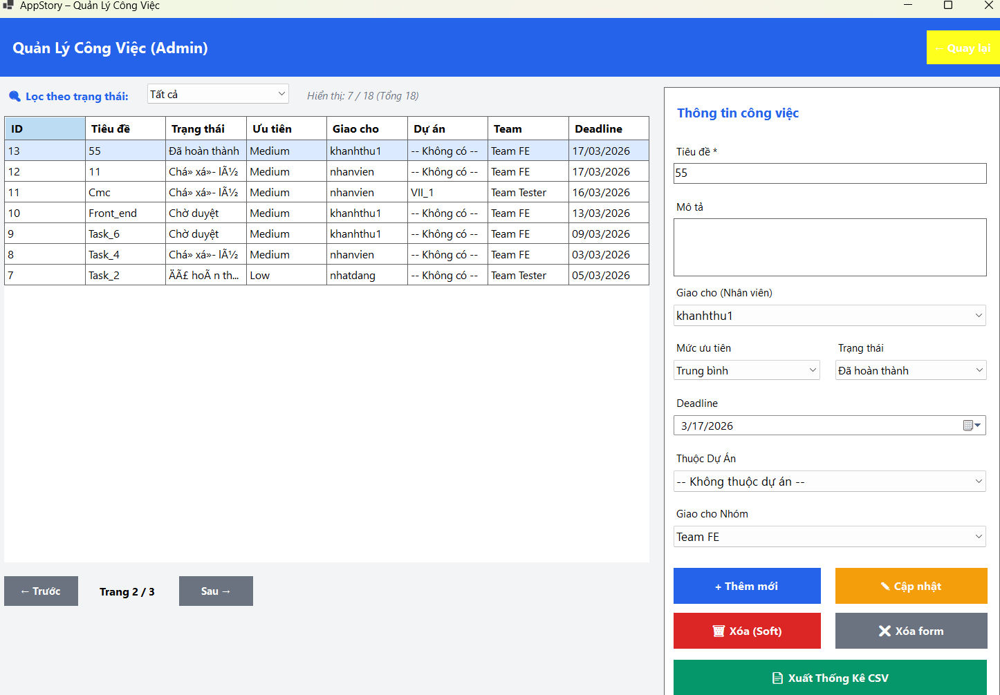 AppStory – Quản Lý Công Việc
Quản Lý Công Việc (Admin)
← Quay lại
Lọc theo trạng thái: Tất cả Hiển thị: 7 / 18 (Tổng 18)
ID Tiêu đề Trạng thái Ưu tiên Giao cho Dự án Team Deadline
13 55 Đã hoàn thành Medium khanhthu1 -- Không có -- Team FE 17/03/2026
12 11 Chá» xá»- lÃ½ Medium nhanvien -- Không có -- Team FE 17/03/2026
11 Cmc Chá» xá»- lÃ½ Medium nhanvien VII_1 Team Tester 16/03/2026
10 Front_end Chờ duyệt Medium khanhthu1 -- Không có -- Team FE 13/03/2026
9 Task_6 Chờ duyệt Medium khanhthu1 -- Không có -- Team FE 09/03/2026
8 Task_4 Chá» xá»- lÃ½ Medium nhanvien -- Không có -- Team FE 03/03/2026
7 Task_2 ÄÃ£ hoÃ n th... Low nhatdang -- Không có -- Team Tester 05/03/2026
← Trước Trang 2 / 3 Sau →
Thông tin công việc
Tiêu đề *
55
Mô tả
Giao cho (Nhân viên)
khanhthu1
Mức ưu tiên Trạng thái
Trung bình Đã hoàn thành
Deadline
3/17/2026
Thuộc Dự Án
-- Không thuộc dự án --
Giao cho Nhóm
Team FE
+ Thêm mới Cập nhật
Xóa (Soft) Xóa form
Xuất Thống Kê CSV